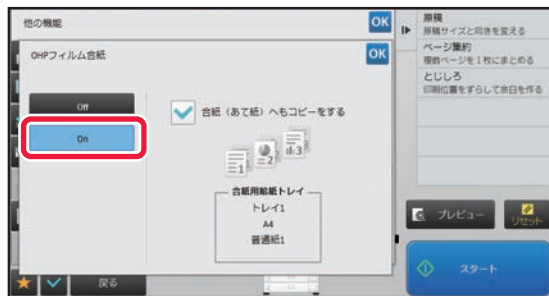 他の機能
OK
OHPフィルム合紙
OK
Off
On
合紙（あて紙）へもコピーをする
1
2
3
合紙用給紙トレイ
トレイ1
A4
普通紙1
戻る
原稿
原稿サイズと向きを変える
ページ集約
複数ページを1枚にまとめる
とじしろ
印刷位置をずらして余白を作る
プレビュー
リセット
スタート